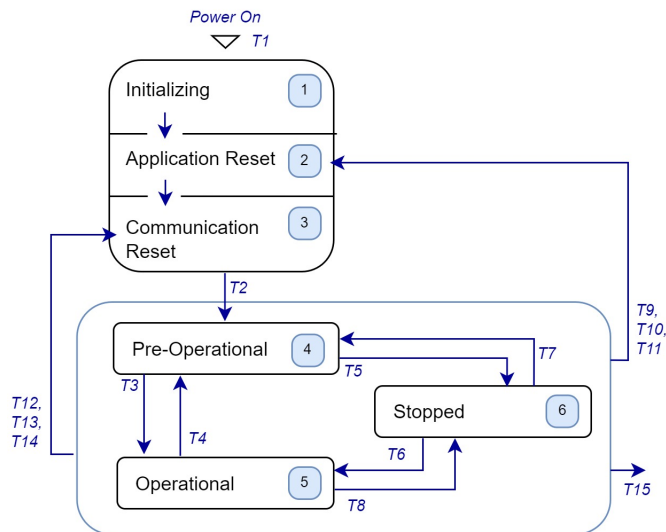 Power On
T1
Initializing
1
Application Reset
2
Communication
Reset
3
T2
T9,
T10,
T11
Pre-Operational
4
T7
T5
T3
T12,
T13,
T14
Stopped
6
T4
T6
Operational
5
T8
T15